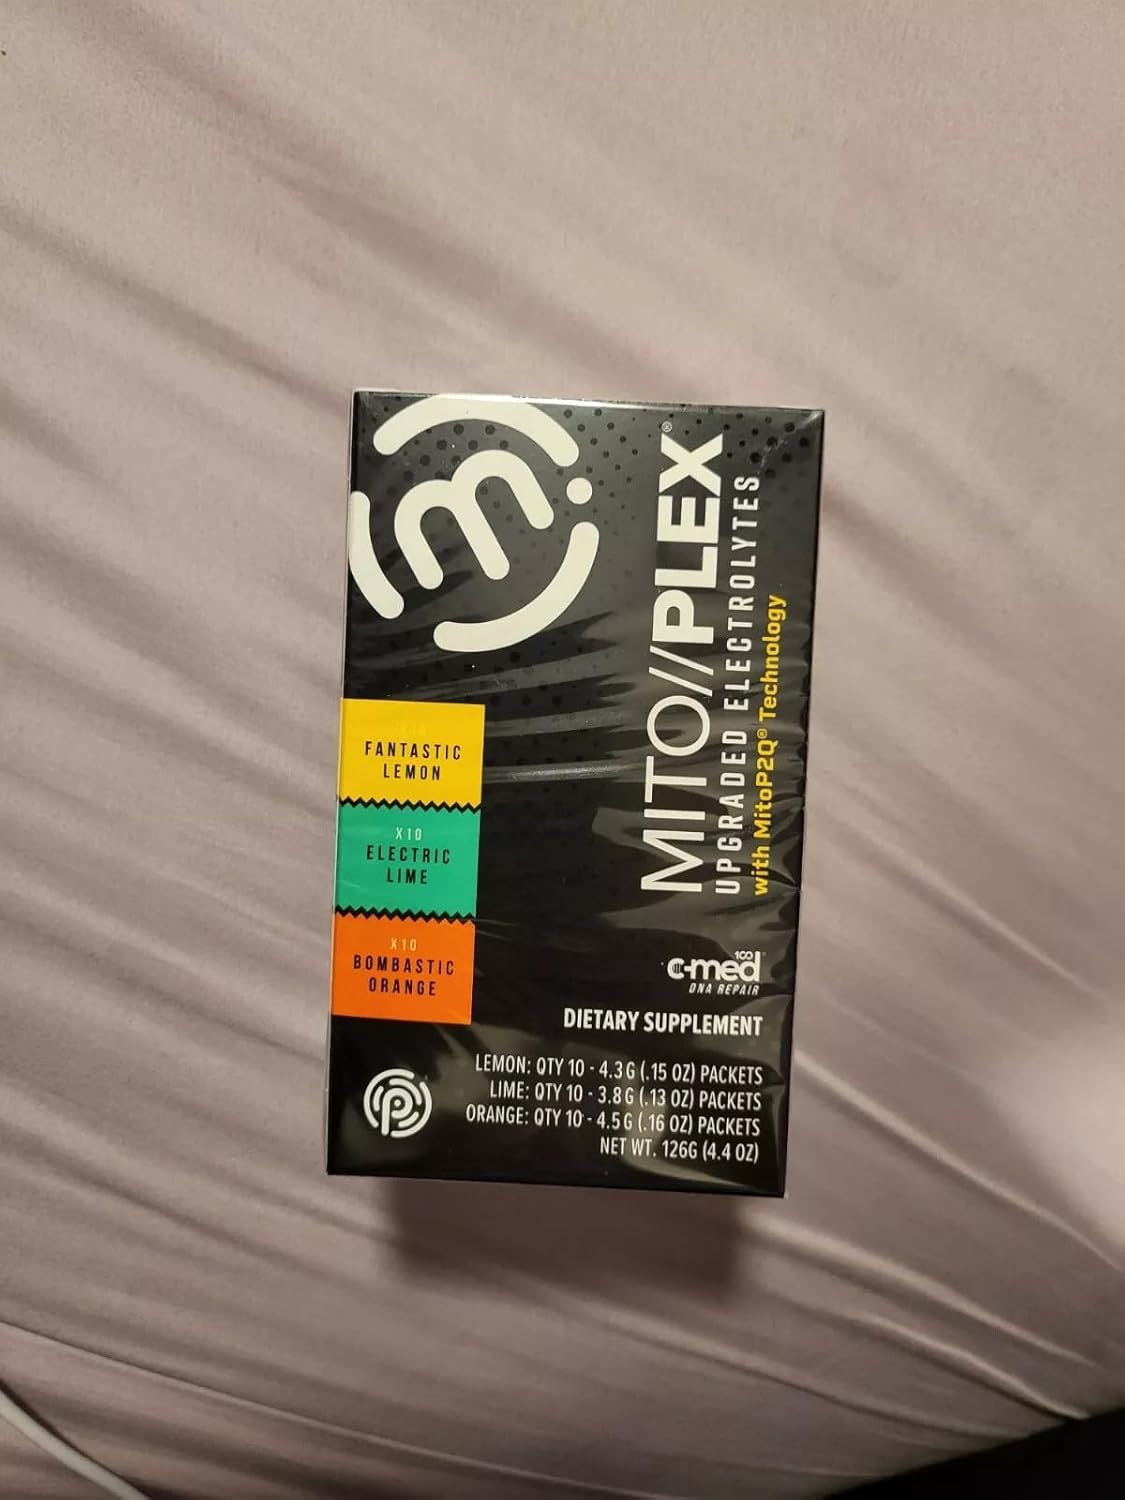 m
MITO//PLEX®
UPGRADED ELECTROLYTES
with MitoP2Q® Technology
X10
FANTASTIC
LEMON
X10
ELECTRIC
LIME
X10
BOMBASTIC
ORANGE
c-med 100
DNA REPAIR
DIETARY SUPPLEMENT
LEMON: QTY 10 - 4.3G (.15 OZ) PACKETS
LIME: QTY 10 - 3.8G (.13 OZ) PACKETS
ORANGE: QTY 10 - 4.5G (.16 OZ) PACKETS
NET WT. 126G (4.4 OZ)
p